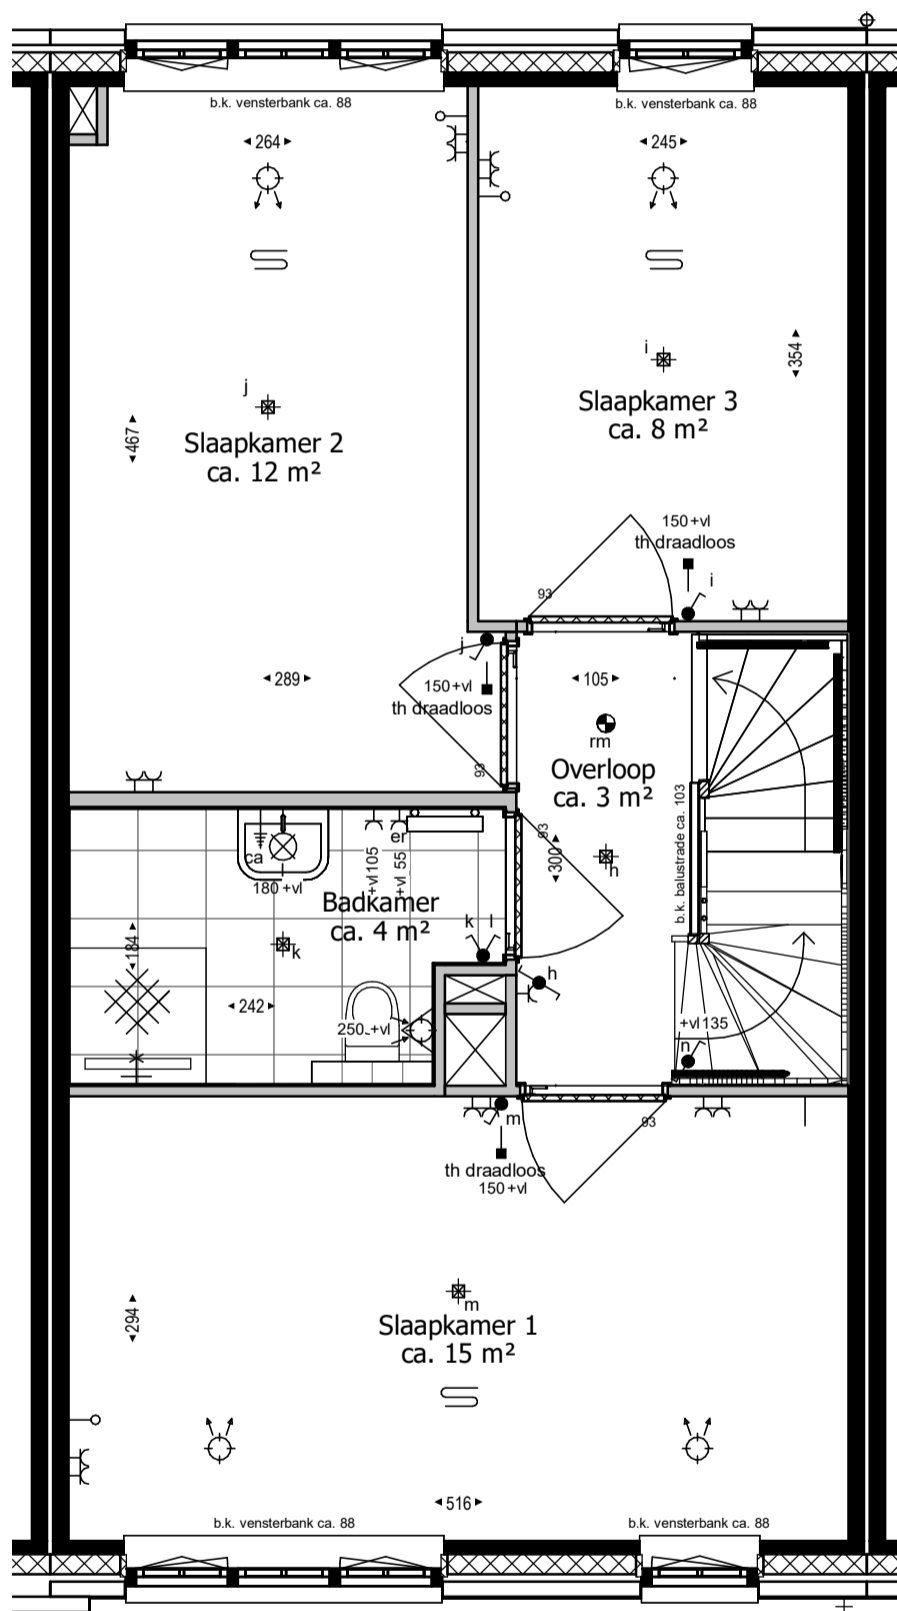 b.k. vensterbank ca. 88
b.k. vensterbank ca. 88
264
245
i
354
j
Slaapkamer 3
ca. 8 m²
467
Slaapkamer 2
ca. 12 m²
150+vl
th draadloos
i
93
j
289
150+vl
th draadloos
93
105
rm
Overloop
ca. 3 m²
b.k. balustrade ca. 103
93
300
h
ca
er
180 +vl
+vl 105
+vl 55
Badkamer
ca. 4 m²
k
l
184
k
h
242
250 +vl
+vl 135
n
m
93
th draadloos
150+vl
m
294
Slaapkamer 1
ca. 15 m²
516
b.k. vensterbank ca. 88
b.k. vensterbank ca. 88